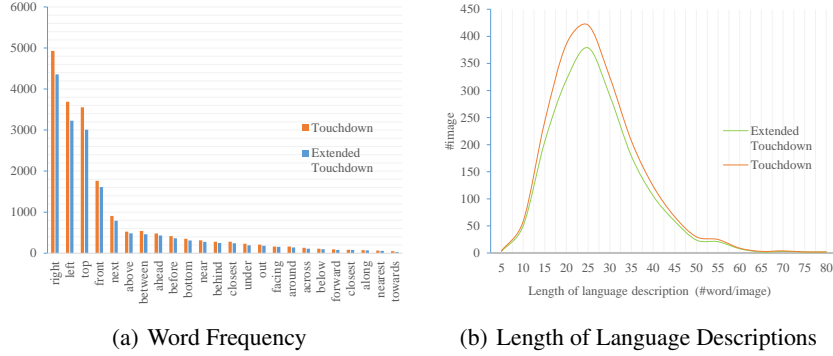 6000
5000
4000
3000
2000
1000
0
Touchdown
Extended
Touchdown
right
left
top
front
next
above
between
ahead
before
bottom
near
behind
closest
under
out
facing
around
across
below
forward
closest
along
nearest
towards
(a) Word Frequency
450
400
350
300
250
200
150
100
50
0
#image
Extended
Touchdown
Touchdown
5 10 15 20 25 30 35 40 45 50 55 60 65 70 75 80
Length of language description (#word/image)
(b) Length of Language Descriptions